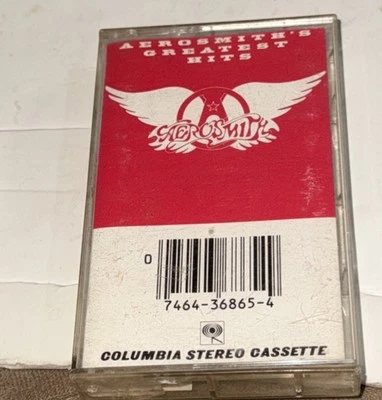 AEROSMITH'S
GREATEST
HITS
AEROSMITH
0
7464-36865-4
COLUMBIA STEREO CASSETTE